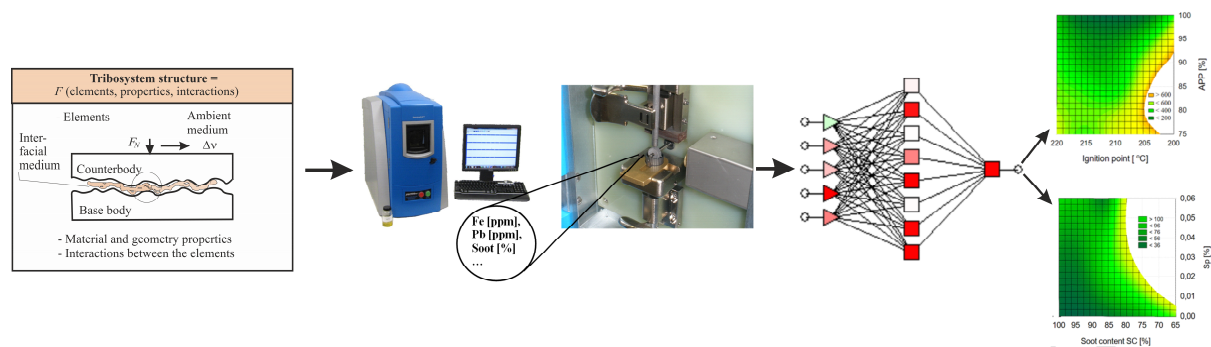 Tribosystem structure =
F (elements, properties, interactions)
Elements
Ambient
medium
Inter-
facial
medium
F_N
Δv
Counterbody
Base body
- Material and geometry properties
- Interactions between the elements
Fe [ppm],
Pb [ppm],
Soot [%]
...
100
95
90
85
80
75
APP [%]
> 600
< 600
< 400
< 200
220
215
210
205
200
Ignition point [ °C]
0,06
0,05
0,04
0,03
0,02
0,01
0,00
Sp [%]
> 100
< 96
< 76
< 56
< 36
100 95 90 85 80 75 70 65
Soot content SC [%]